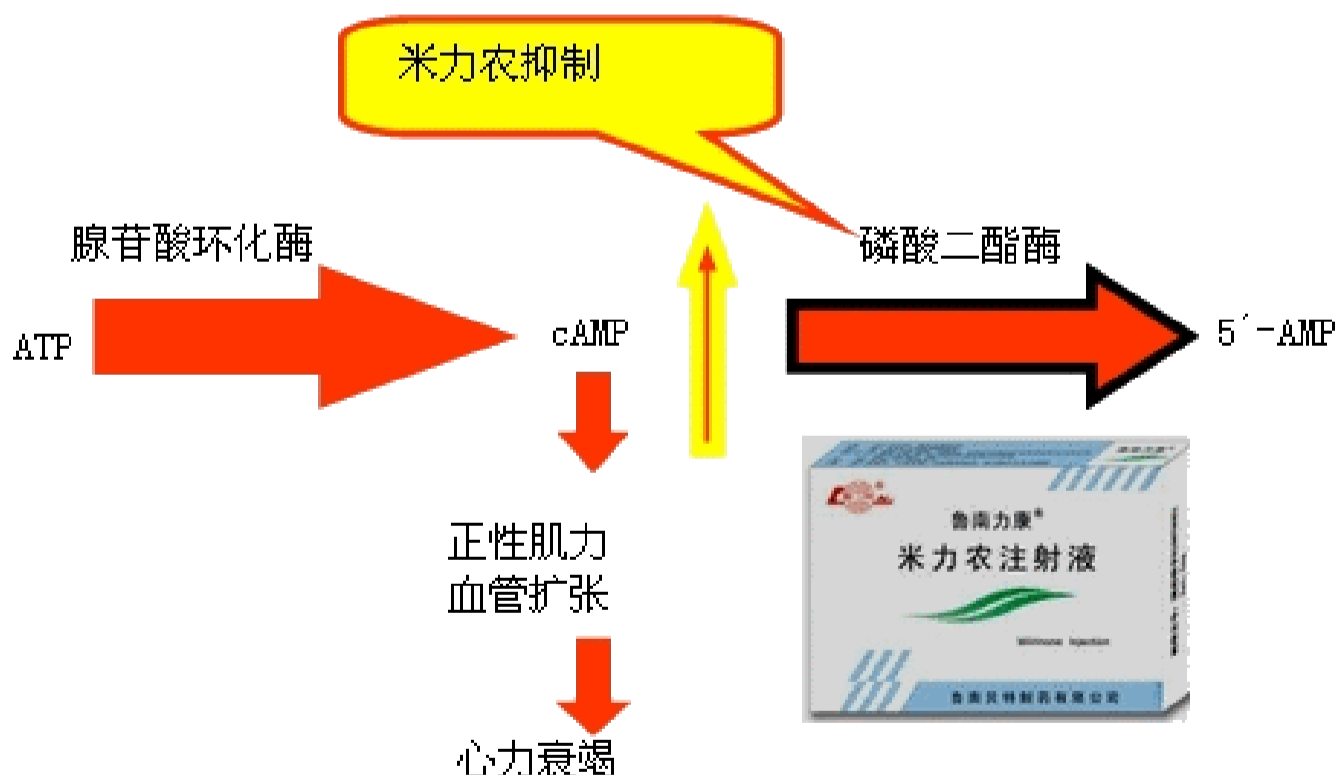 米力农抑制
腺苷酸环化酶
磷酸二酯酶
ATP
cAMP
5´-AMP
正性肌力
血管扩张
心力衰竭
鲁南力康®
米力农注射液
Milrinone Injection
鲁南贝特制药有限公司